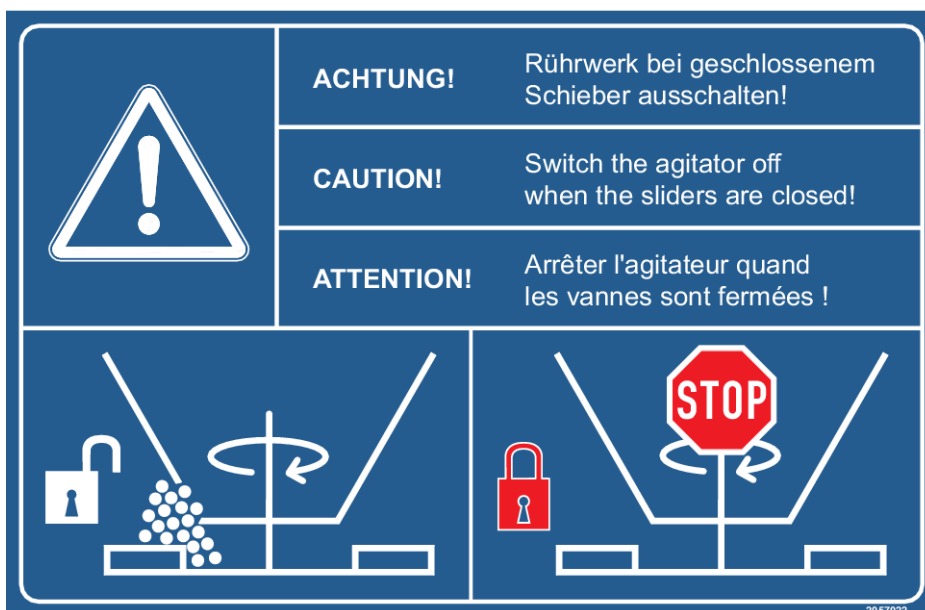 ACHTUNG!
Rührwerk bei geschlossenem
Schieber ausschalten!
CAUTION!
Switch the agitator off
when the sliders are closed!
ATTENTION!
Arrêter l'agitateur quand
les vannes sont fermées !
STOP
2057022